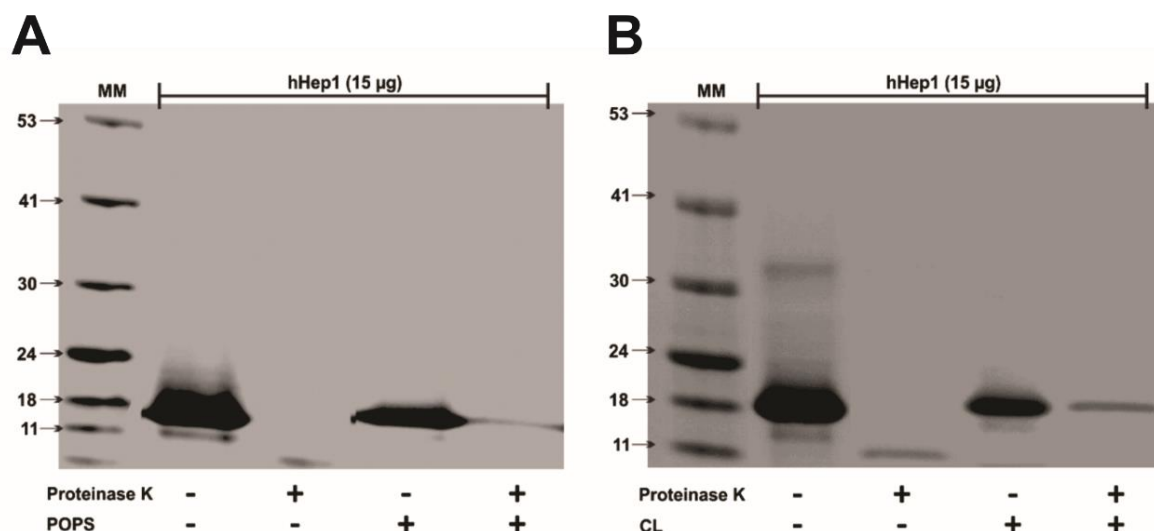 A
MM
hHep1 (15 µg)
53
41
30
24
18
11
Proteinase K - + - +
POPS - - + +
B
MM
hHep1 (15 µg)
53
41
30
24
18
11
Proteinase K - + - +
CL - - + +